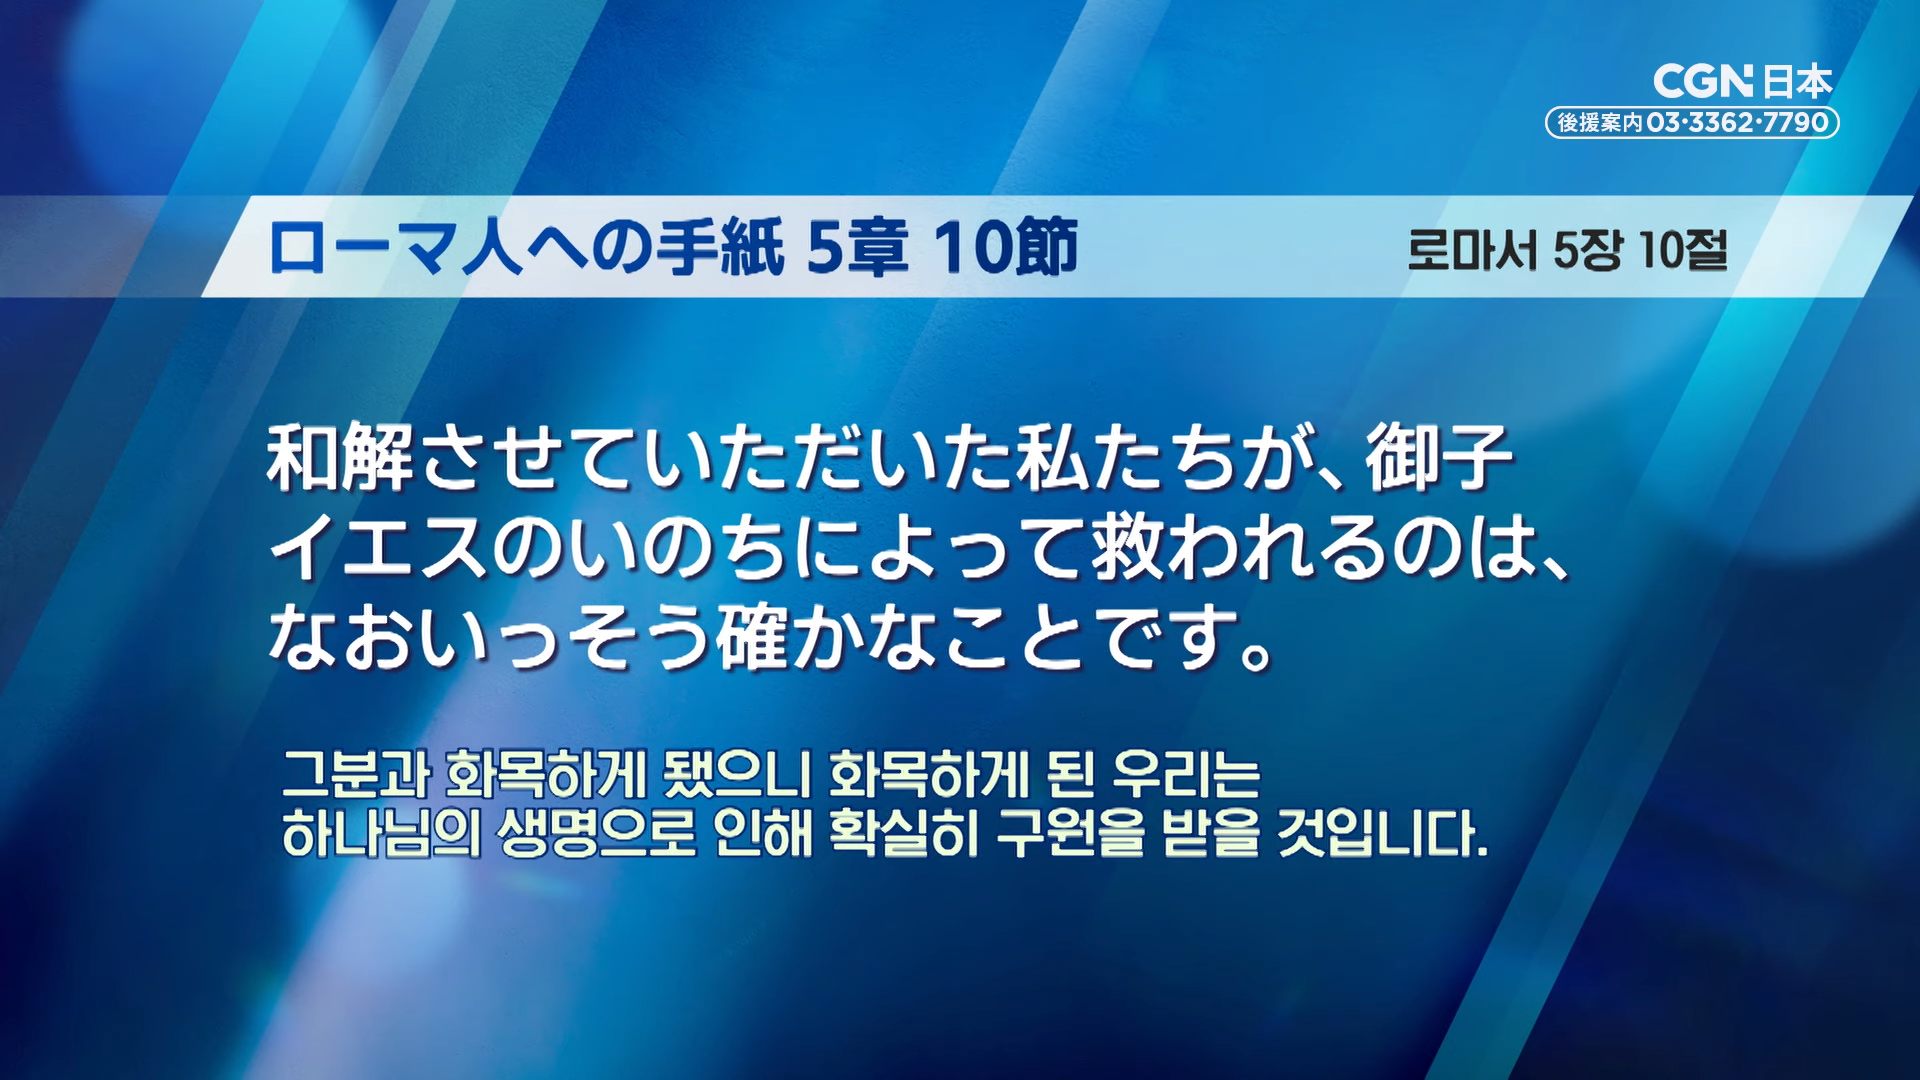 CGN日本
後援案内03·3362·7790
ローマ人への手紙 5章 10節
로마서 5장 10절
和解させていただいた私たちが、御子
イエスのいのちによって救われるのは、
なおいっそう確かなことです。
그분과 화목하게 됐으니 화목하게 된 우리는
하나님의 생명으로 인해 확실히 구원을 받을 것입니다.